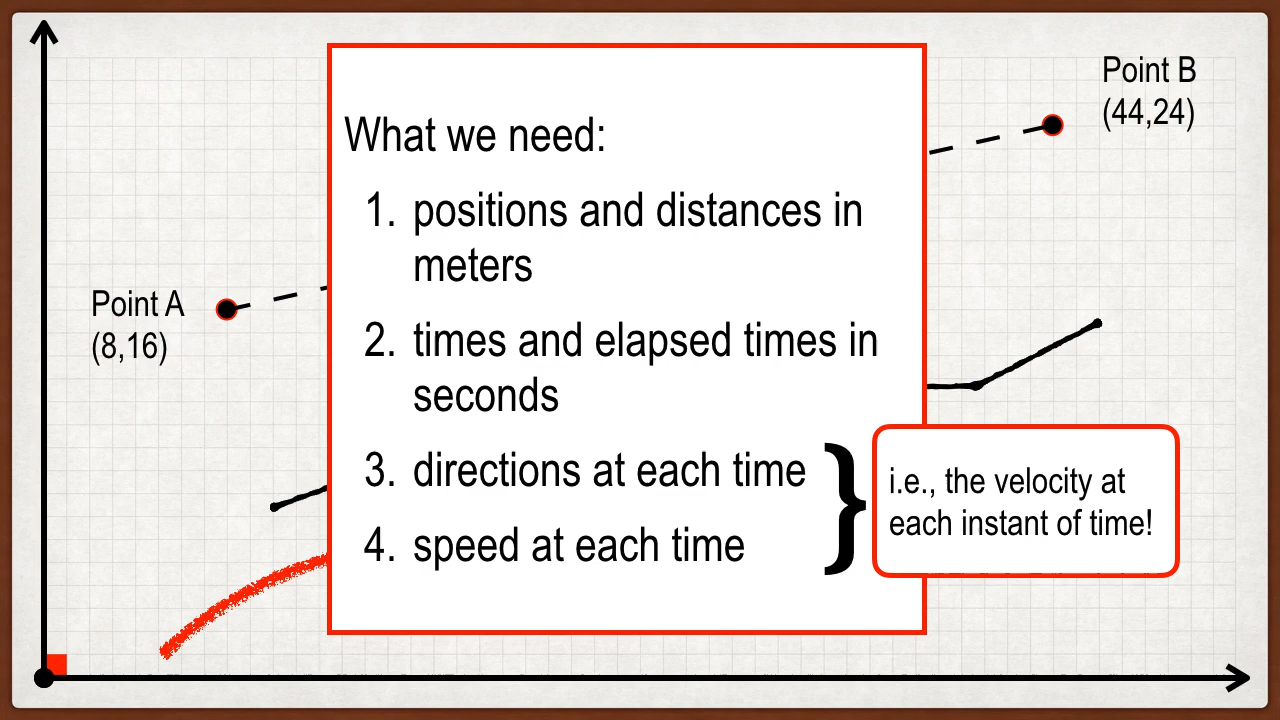 Point B
(44,24)
What we need:
1. positions and distances in
meters
Point A
(8,16)
2. times and elapsed times in
seconds
3. directions at each time
4. speed at each time
}
i.e., the velocity at
each instant of time!